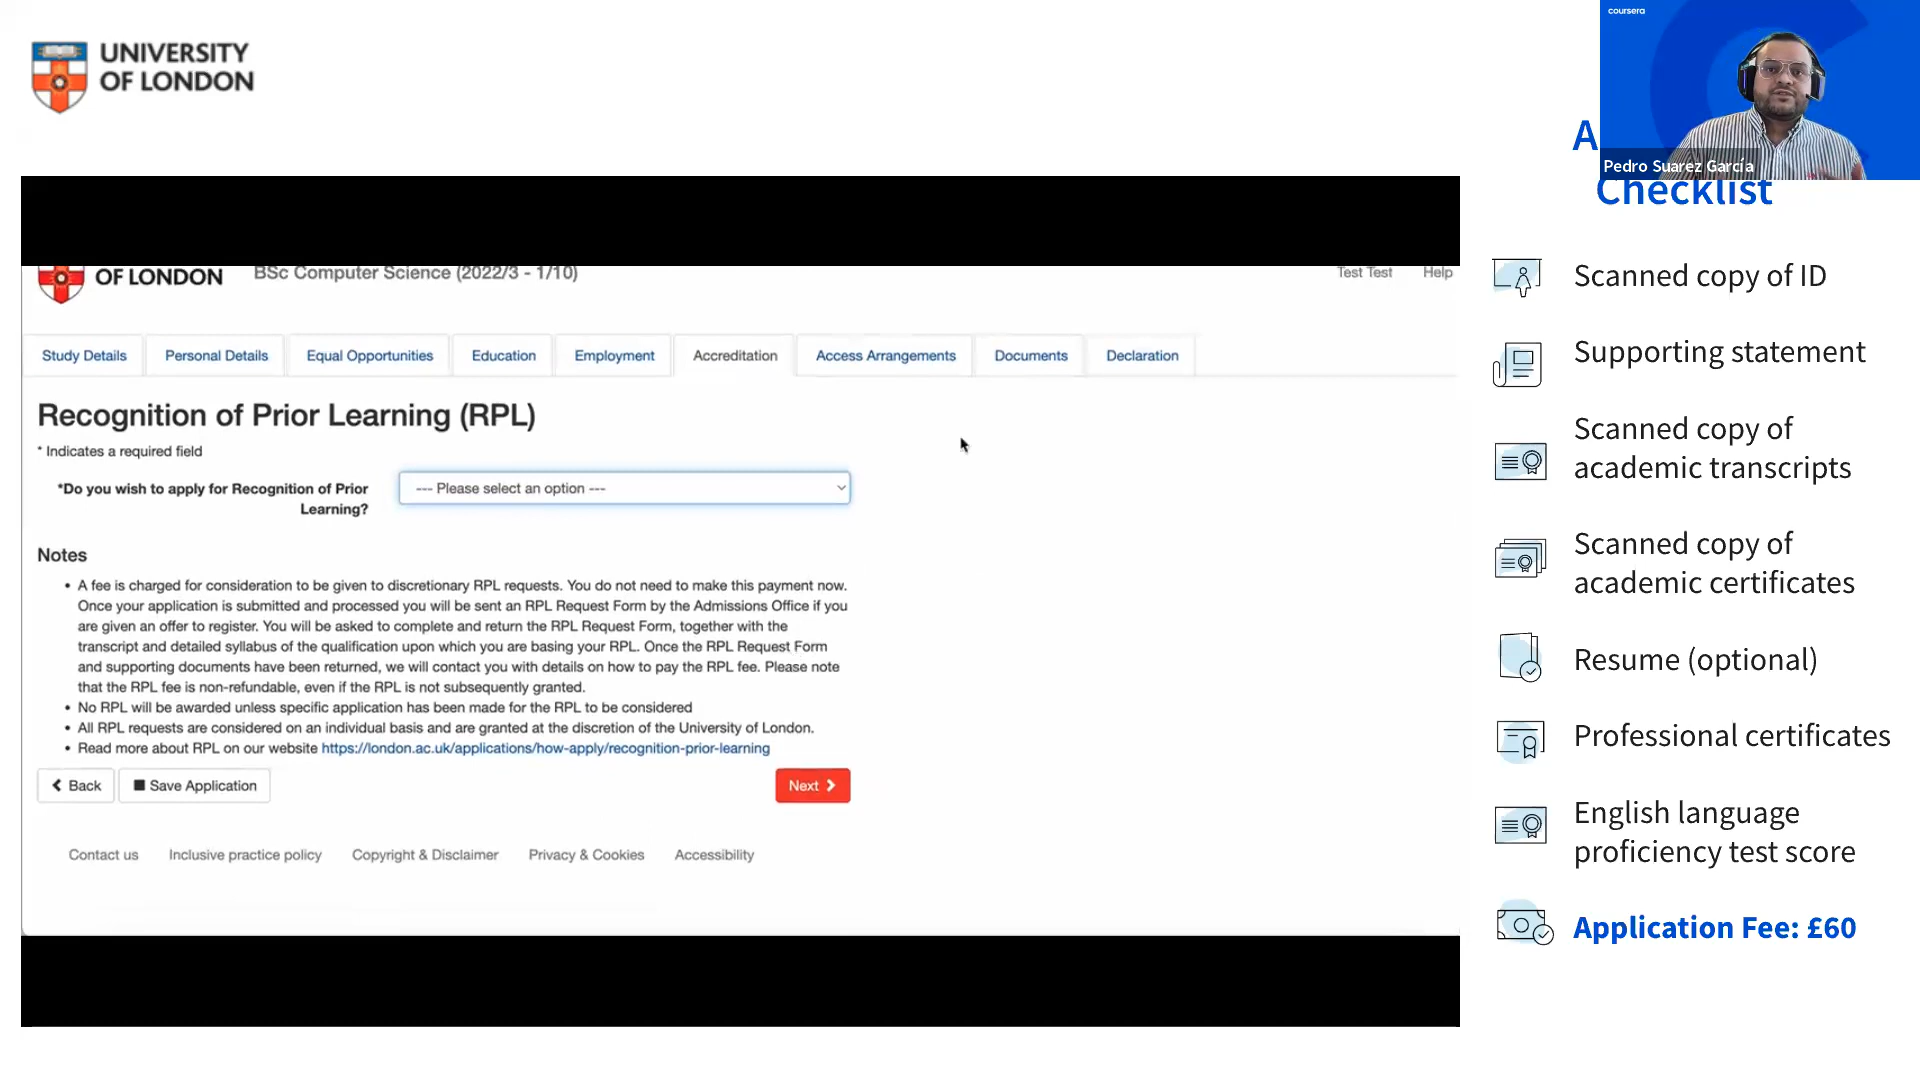 UNIVERSITY
OF LONDON
coursera
Pedro Suarez García
A
Checklist
OF LONDON
BSc Computer Science (2022/3 - 1/10)
Test Test
Help
Study Details
Personal Details
Equal Opportunities
Education
Employment
Accreditation
Access Arrangements
Documents
Declaration
Recognition of Prior Learning (RPL)
* Indicates a required field
*Do you wish to apply for Recognition of Prior
Learning?
--- Please select an option ---
Notes
• A fee is charged for consideration to be given to discretionary RPL requests. You do not need to make this payment now.
Once your application is submitted and processed you will be sent an RPL Request Form by the Admissions Office if you
are given an offer to register. You will be asked to complete and return the RPL Request Form, together with the
transcript and detailed syllabus of the qualification upon which you are basing your RPL. Once the RPL Request Form
and supporting documents have been returned, we will contact you with details on how to pay the RPL fee. Please note
that the RPL fee is non-refundable, even if the RPL is not subsequently granted.
• No RPL will be awarded unless specific application has been made for the RPL to be considered
• All RPL requests are considered on an individual basis and are granted at the discretion of the University of London.
• Read more about RPL on our website https://london.ac.uk/applications/how-apply/recognition-prior-learning
Back
Save Application
Next
Contact us
Inclusive practice policy
Copyright & Disclaimer
Privacy & Cookies
Accessibility
Scanned copy of ID
Supporting statement
Scanned copy of
academic transcripts
Scanned copy of
academic certificates
Resume (optional)
Professional certificates
English language
proficiency test score
Application Fee: £60